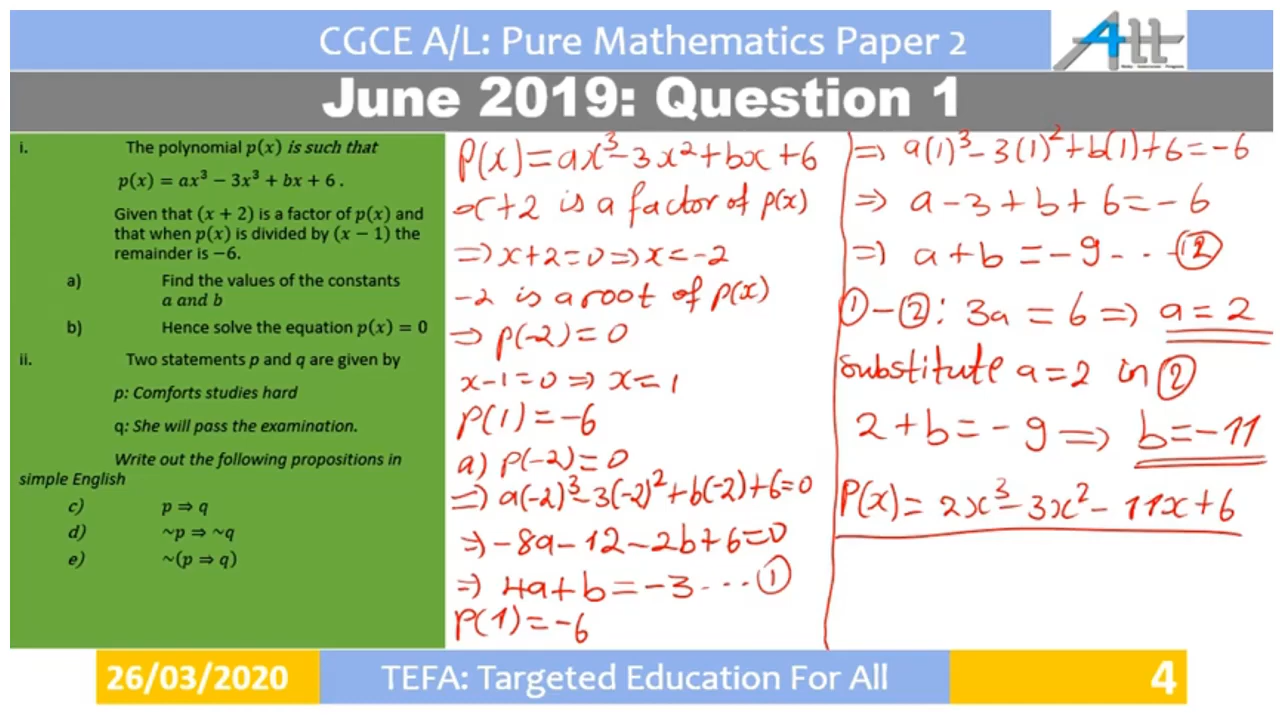 CGCE A/L: Pure Mathematics Paper 2
Att
June 2019: Question 1
i. The polynomial p(x) is such that
p(x) = ax³ − 3x³ + bx + 6 .
Given that (x + 2) is a factor of p(x) and
that when p(x) is divided by (x − 1) the
remainder is −6.
a) Find the values of the constants
a and b
b) Hence solve the equation p(x) = 0
ii. Two statements p and q are given by
p: Comforts studies hard
q: She will pass the examination.
Write out the following propositions in
simple English
c) p ⇒ q
d) ~p ⇒ ~q
e) ~(p ⇒ q)
P(x) = ax³ − 3x² + bx + 6
x + 2 is a factor of p(x)
⇒ x + 2 = 0 ⇒ x = −2
−2 is a root of p(x)
⇒ p(−2) = 0
x − 1 = 0 ⇒ x = 1
P(1) = −6
a) p(−2) = 0
⇒ a(−2)³ − 3(−2)² + b(−2) + 6 = 0
⇒ −8a − 12 − 2b + 6 = 0
⇒ 4a + b = −3 ... ①
P(1) = −6
⇒ a(1)³ − 3(1)² + b(1) + 6 = −6
⇒ a − 3 + b + 6 = −6
⇒ a + b = −9 ... ②
① − ② : 3a = 6 ⇒ a = 2
substitute a = 2 in ②
2 + b = −9 ⇒ b = −11
P(x) = 2x³ − 3x² − 11x + 6
26/03/2020
TEFA: Targeted Education For All
4